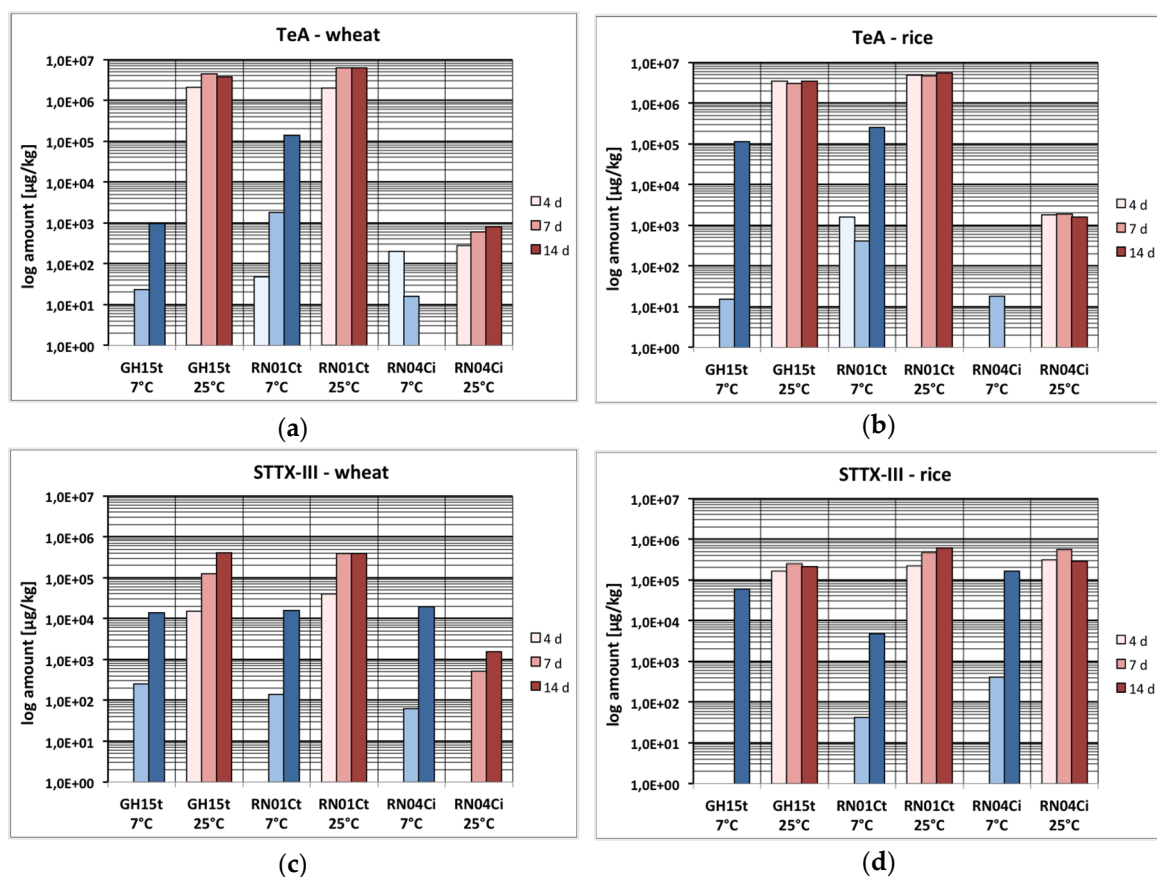 TeA - wheat
log amount [µg/kg]
1,0E+07
1,0E+06
1,0E+05
1,0E+04
1,0E+03
1,0E+02
1,0E+01
1,0E+00
GH15t GH15t RN01Ct RN01Ct RN04Ci RN04Ci
7°C 25°C 7°C 25°C 7°C 25°C
4 d
7 d
14 d
(a)
TeA - rice
log amount [µg/kg]
1,0E+07
1,0E+06
1,0E+05
1,0E+04
1,0E+03
1,0E+02
1,0E+01
1,0E+00
GH15t GH15t RN01Ct RN01Ct RN04Ci RN04Ci
7°C 25°C 7°C 25°C 7°C 25°C
4 d
7 d
14 d
(b)
STTX-III - wheat
log amount [µg/kg]
1,0E+07
1,0E+06
1,0E+05
1,0E+04
1,0E+03
1,0E+02
1,0E+01
1,0E+00
GH15t GH15t RN01Ct RN01Ct RN04Ci RN04Ci
7°C 25°C 7°C 25°C 7°C 25°C
4 d
7 d
14 d
(c)
STTX-III - rice
log amount [µg/kg]
1,0E+07
1,0E+06
1,0E+05
1,0E+04
1,0E+03
1,0E+02
1,0E+01
1,0E+00
GH15t GH15t RN01Ct RN01Ct RN04Ci RN04Ci
7°C 25°C 7°C 25°C 7°C 25°C
4 d
7 d
14 d
(d)